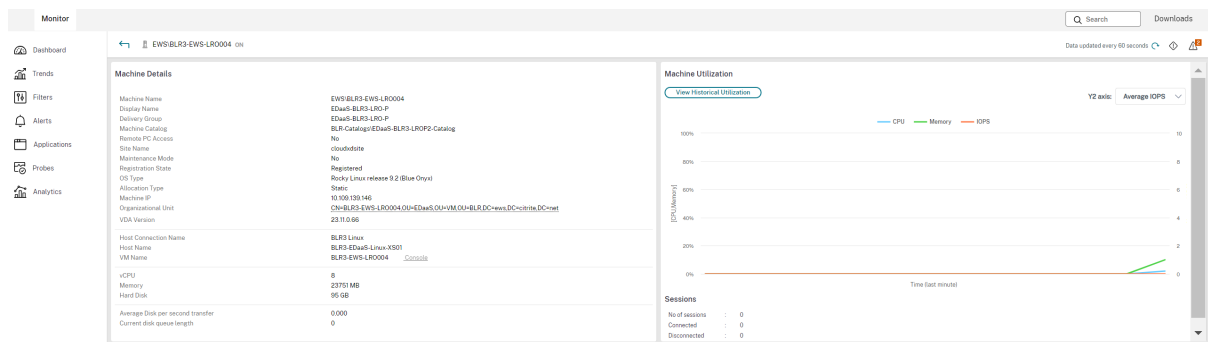 Monitor
Search
Downloads
Dashboard
Trends
Filters
Alerts
Applications
Probes
Analytics
EWS\BLR3-EWS-LRO004 ON
Data updated every 60 seconds
2
Machine Details
Machine Name EWS\BLR3-EWS-LRO004
Display Name EDaaS-BLR3-LRO-P
Delivery Group EDaaS-BLR3-LRO-P
Machine Catalog BLR-Catalogs\EDaaS-BLR3-LROP2-Catalog
Remote PC Access No
Site Name cloudxdsite
Maintenance Mode No
Registration State Registered
OS Type Rocky Linux release 9.2 (Blue Onyx)
Allocation Type Static
Machine IP 10.109.139.146
Organizational Unit CN=BLR3-EWS-LRO004,OU=EDaaS,OU=VM,OU=BLR,DC=ews,DC=citrite,DC=net
VDA Version 23.11.0.66
Host Connection Name BLR3 Linux
Host Name BLR3-EDaaS-Linux-XS01
VM Name BLR3-EWS-LRO004 Console
vCPU 8
Memory 23751 MB
Hard Disk 95 GB
Average Disk per second transfer 0.000
Current disk queue length 0
Machine Utilization
View Historical Utilization
Y2 axis: Average IOPS
CPU Memory IOPS
100% 10
80% 8
60% 6
40% 4
20% 2
0% 0
[CPU/Memory]
Time (last minute)
Sessions
No of sessions : 0
Connected : 0
Disconnected : 0